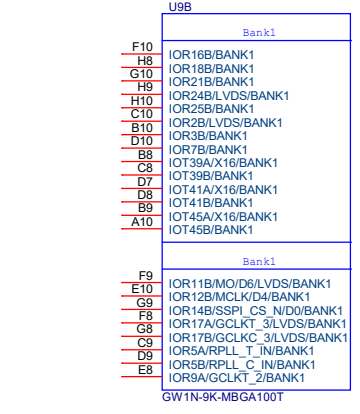 U9B
Bank1
F10 IOR16B/BANK1
H8 IOR18B/BANK1
G10 IOR21B/BANK1
H9 IOR24B/LVDS/BANK1
H10 IOR25B/BANK1
C10 IOR2B/LVDS/BANK1
B10 IOR3B/BANK1
D10 IOR7B/BANK1
B8 IOT39A/X16/BANK1
C8 IOT39B/BANK1
D7 IOT41A/X16/BANK1
D8 IOT41B/BANK1
B9 IOT45A/X16/BANK1
A10 IOT45B/BANK1
Bank1
F9 IOR11B/MO/D6/LVDS/BANK1
E10 IOR12B/MCLK/D4/BANK1
G9 IOR14B/SSPI_CS_N/D0/BANK1
F8 IOR17A/GCLKT_3/LVDS/BANK1
G8 IOR17B/GCLKC_3/LVDS/BANK1
C9 IOR5A/RPLL_T_IN/BANK1
D9 IOR5B/RPLL_C_IN/BANK1
E8 IOR9A/GCLKT_2/BANK1
GW1N-9K-MBGA100T